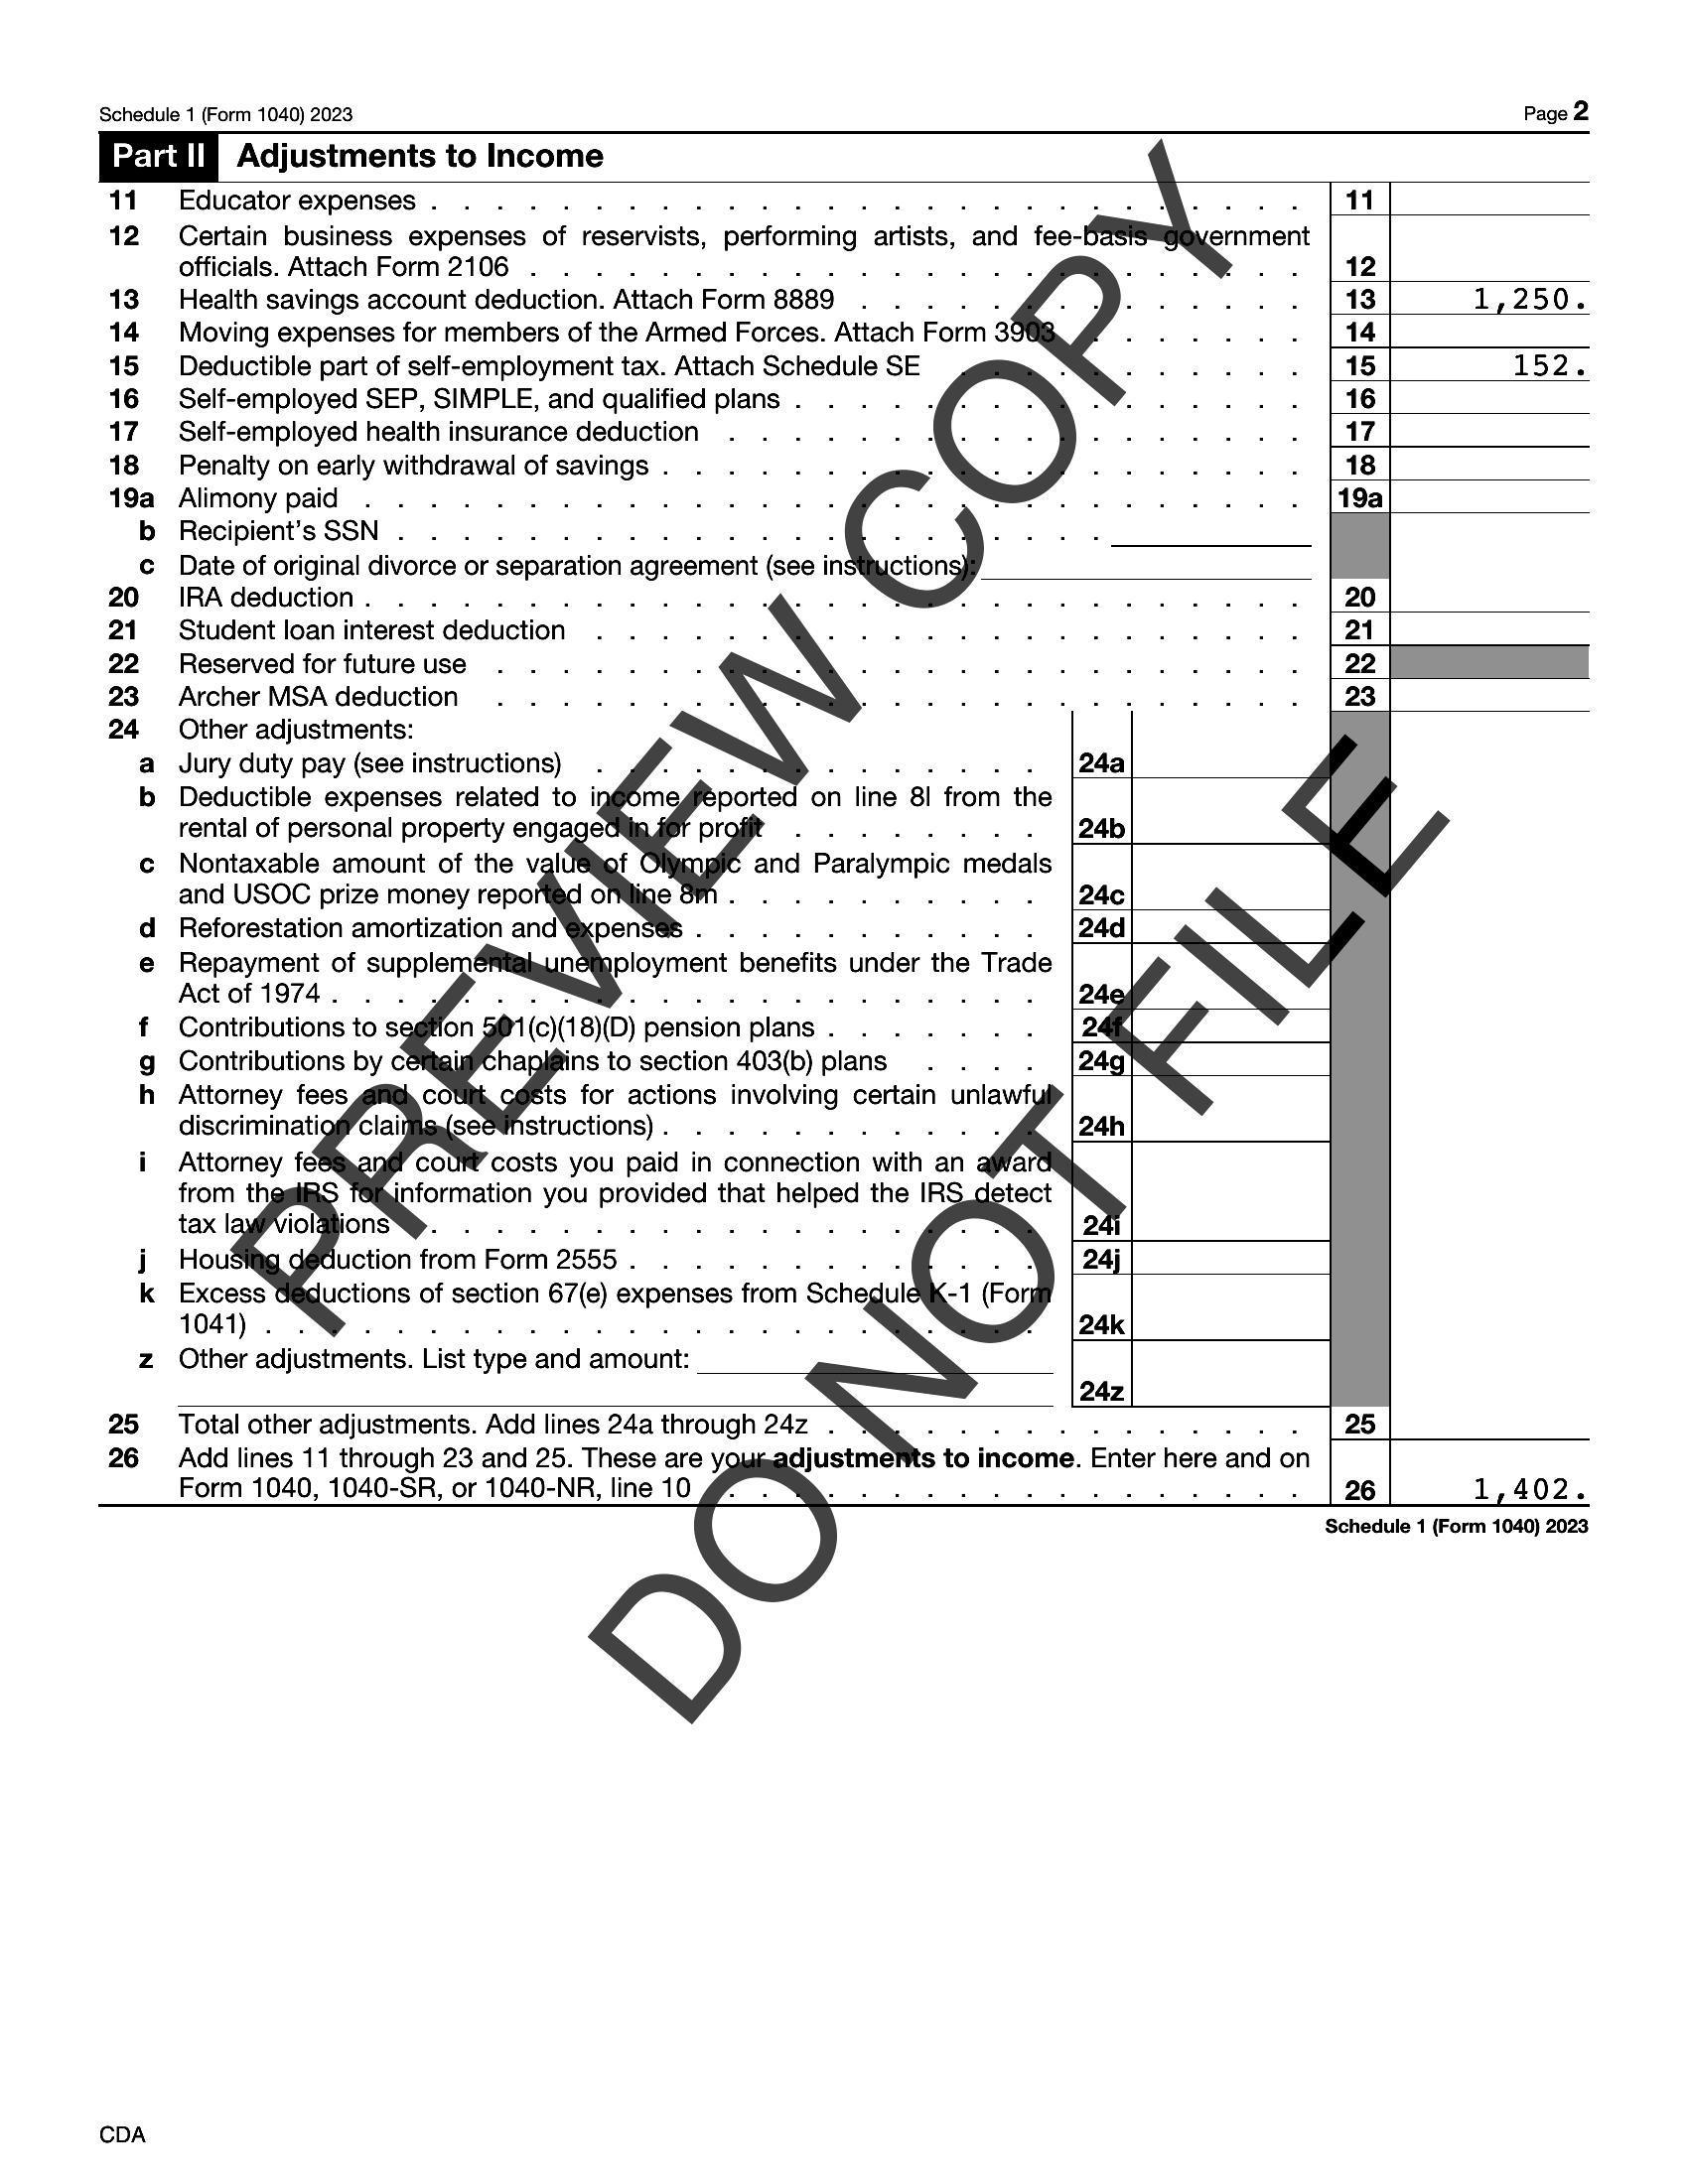 Schedule 1 (Form 1040) 2023 Page 2
Part II Adjustments to Income
11 Educator expenses . . . . . . . . . . . . . . . . . . . . . . . . . . . 11
12 Certain business expenses of reservists, performing artists, and fee-basis government
officials. Attach Form 2106 . . . . . . . . . . . . . . . . . . . . . . . . 12
13 Health savings account deduction. Attach Form 8889 . . . . . . . . . . . . . . 13 1,250.
14 Moving expenses for members of the Armed Forces. Attach Form 3903 . . . . . . . 14
15 Deductible part of self-employment tax. Attach Schedule SE . . . . . . . . . . . 15 152.
16 Self-employed SEP, SIMPLE, and qualified plans . . . . . . . . . . . . . . . . 16
17 Self-employed health insurance deduction . . . . . . . . . . . . . . . . . . 17
18 Penalty on early withdrawal of savings . . . . . . . . . . . . . . . . . . . . 18
19a Alimony paid . . . . . . . . . . . . . . . . . . . . . . . . . . . . . 19a
b Recipient's SSN . . . . . . . . . . . . . . . . . . . . . .
c Date of original divorce or separation agreement (see instructions):
20 IRA deduction . . . . . . . . . . . . . . . . . . . . . . . . . . . . . 20
21 Student loan interest deduction . . . . . . . . . . . . . . . . . . . . . . 21
22 Reserved for future use . . . . . . . . . . . . . . . . . . . . . . . . . 22
23 Archer MSA deduction . . . . . . . . . . . . . . . . . . . . . . . . . 23
24 Other adjustments:
a Jury duty pay (see instructions) . . . . . . . . . . . . . . 24a
b Deductible expenses related to income reported on line 8l from the
rental of personal property engaged in for profit . . . . . . . . 24b
c Nontaxable amount of the value of Olympic and Paralympic medals
and USOC prize money reported on line 8m . . . . . . . . . . 24c
d Reforestation amortization and expenses . . . . . . . . . . . 24d
e Repayment of supplemental unemployment benefits under the Trade
Act of 1974 . . . . . . . . . . . . . . . . . . . . . . 24e
f Contributions to section 501(c)(18)(D) pension plans . . . . . . . 24f
g Contributions by certain chaplains to section 403(b) plans . . . . 24g
h Attorney fees and court costs for actions involving certain unlawful
discrimination claims (see instructions) . . . . . . . . . . . . 24h
i Attorney fees and court costs you paid in connection with an award
from the IRS for information you provided that helped the IRS detect
tax law violations . . . . . . . . . . . . . . . . . . . 24i
j Housing deduction from Form 2555 . . . . . . . . . . . . . 24j
k Excess deductions of section 67(e) expenses from Schedule K-1 (Form
1041) . . . . . . . . . . . . . . . . . . . . . . . . 24k
z Other adjustments. List type and amount:
24z
25 Total other adjustments. Add lines 24a through 24z . . . . . . . . . . . . . . . 25
26 Add lines 11 through 23 and 25. These are your adjustments to income. Enter here and on
Form 1040, 1040-SR, or 1040-NR, line 10 . . . . . . . . . . . . . . . . . . 26 1,402.
Schedule 1 (Form 1040) 2023
PREVIEW COPY
DO NOT FILE
CDA